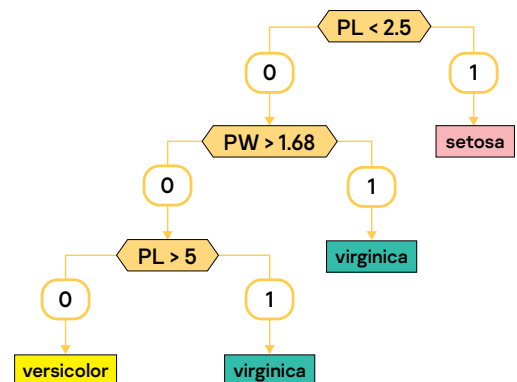 PL < 2.5
0
1
PW > 1.68
setosa
0
1
PL > 5
virginica
0
1
versicolor
virginica